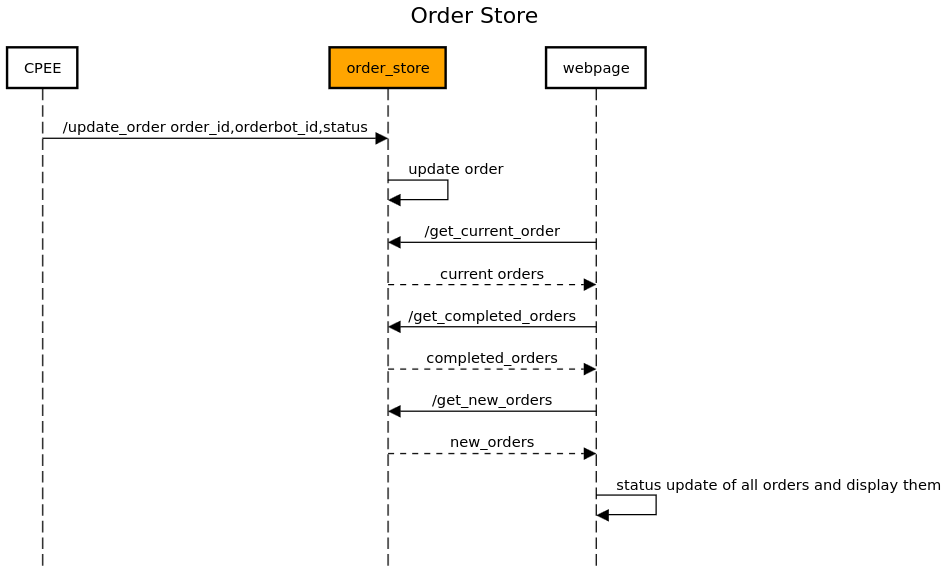 Order Store
CPEE
order_store
webpage
/update_order order_id,orderbot_id,status
update order
/get_current_order
current orders
/get_completed_orders
completed_orders
/get_new_orders
new_orders
status update of all orders and display them